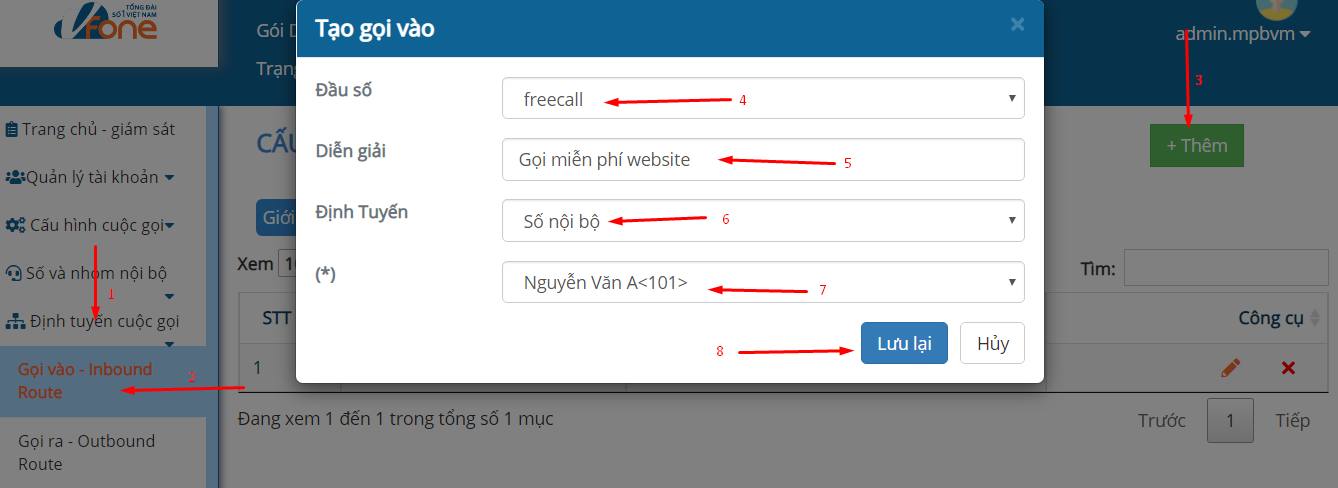 TỔNG ĐÀI
SỐ 1 VIỆT NAM
fone
Gói
Trang
Tạo gọi vào
×
admin.mpbvm
3
Đầu số
freecall
4
Diễn giải
Gọi miễn phí website
5
Định Tuyến
Số nội bộ
6
(*)
Nguyễn Văn A<101>
7
8
Lưu lại
Hủy
Trang chủ - giám sát
Quản lý tài khoản
Cấu hình cuộc gọi
Số và nhóm nội bộ
1
Định tuyến cuộc gọi
Gọi vào - Inbound
Route
2
Gọi ra - Outbound
Route
+ Thêm
Giới
Xem
Tìm:
STT
Công cụ
1
Đang xem 1 đến 1 trong tổng số 1 mục
Trước
1
Tiếp